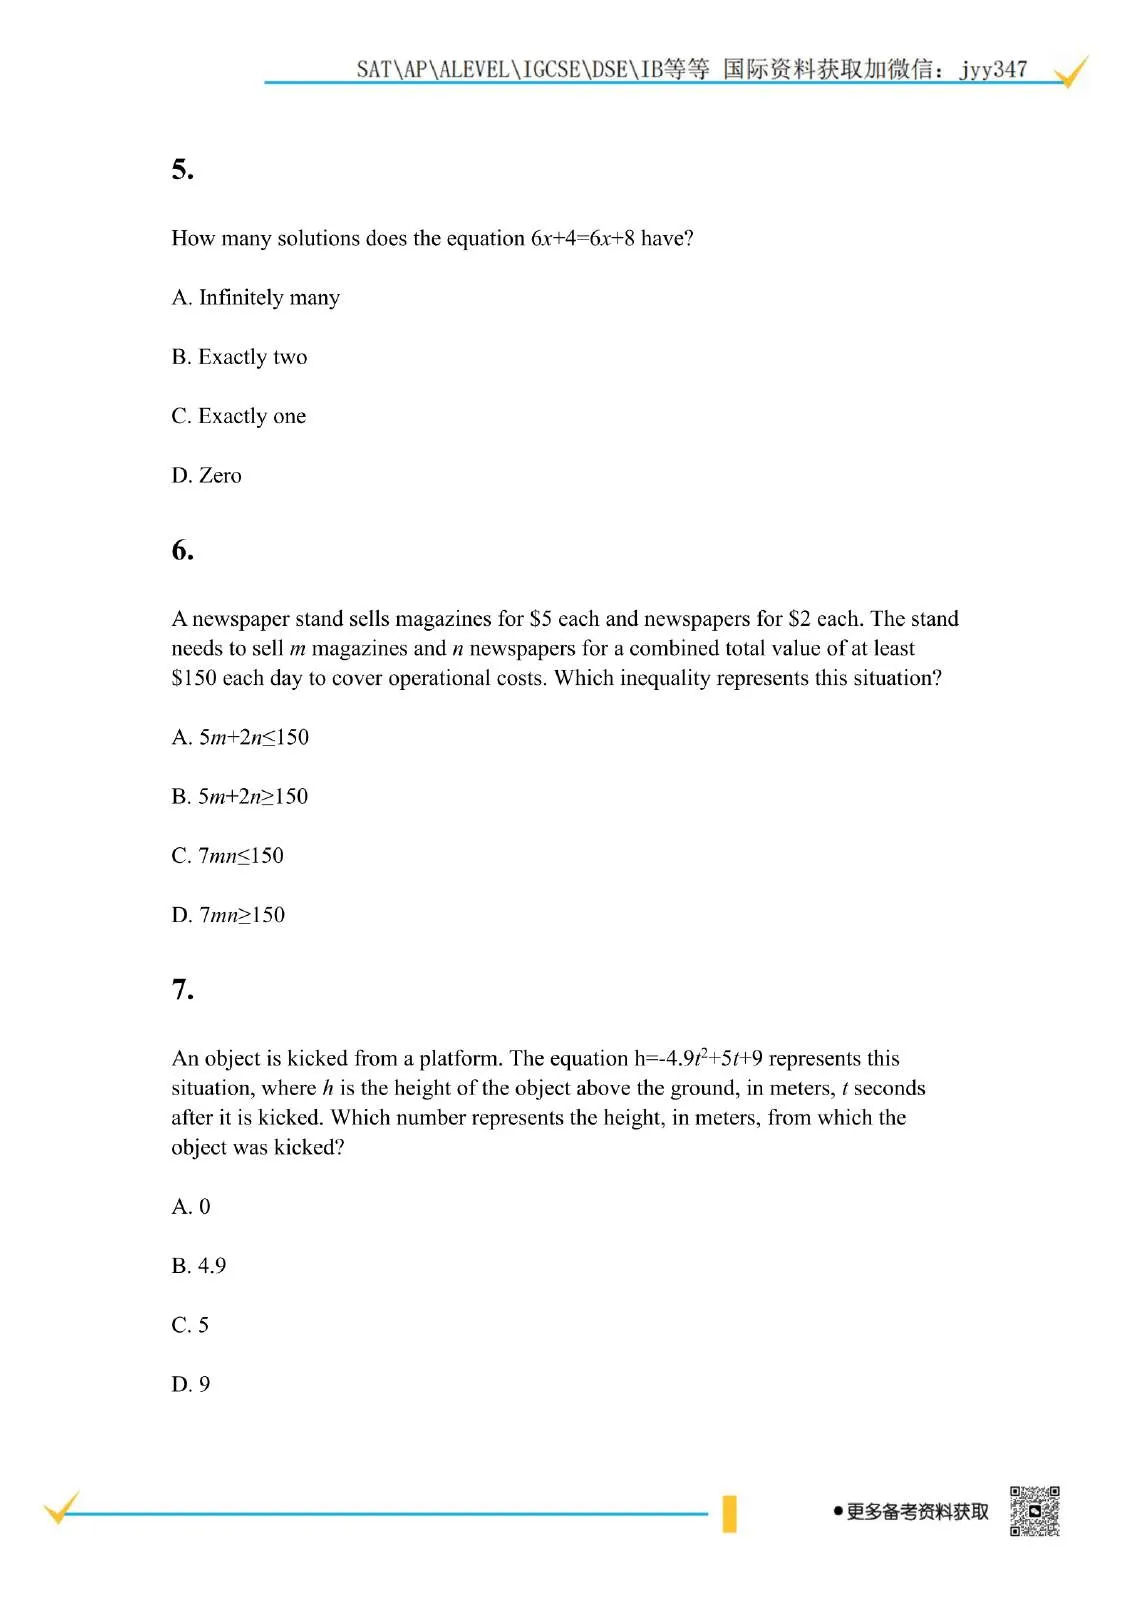 SAT\AP\ALEVEL\IGCSE\DSE\IB等等 国际资料获取加微信：jyy347
5.
How many solutions does the equation 6x+4=6x+8 have?
A. Infinitely many
B. Exactly two
C. Exactly one
D. Zero
6.
A newspaper stand sells magazines for $5 each and newspapers for $2 each. The stand
needs to sell m magazines and n newspapers for a combined total value of at least
$150 each day to cover operational costs. Which inequality represents this situation?
A. 5m+2n≤150
B. 5m+2n≥150
C. 7mn≤150
D. 7mn≥150
7.
An object is kicked from a platform. The equation h=-4.9t²+5t+9 represents this
situation, where h is the height of the object above the ground, in meters, t seconds
after it is kicked. Which number represents the height, in meters, from which the
object was kicked?
A. 0
B. 4.9
C. 5
D. 9
●更多备考资料获取